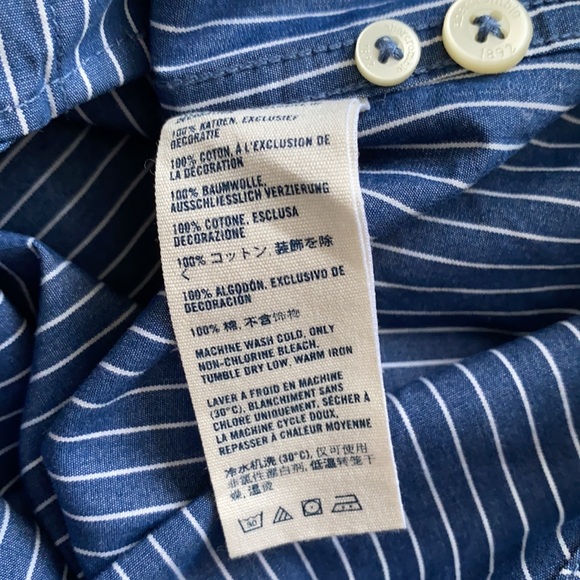 1892
100% KATOEN, EXCLUSIEF
DECORATIE
100% COTON, À L'EXCLUSION DE
LA DÉCORATION
100% BAUMWOLLE,
AUSSCHLIESSLICH VERZIERUNG
100% COTONE, ESCLUSA
DECORAZIONE
100% コットン, 装飾を除
く
100% ALGODÓN, EXCLUSIVO DE
DECORACIÓN
100% 棉, 不含饰物
MACHINE WASH COLD, ONLY
NON-CHLORINE BLEACH,
TUMBLE DRY LOW, WARM IRON
LAVER À FROID EN MACHINE
(30°C), BLANCHIMENT SANS
CHLORE UNIQUEMENT, SÉCHER À
LA MACHINE CYCLE DOUX,
REPASSER À CHALEUR MOYENNE
冷水机洗 (30°C), 仅可使用
非氯性漂白剂, 低温转笼干
燥, 温烫
30